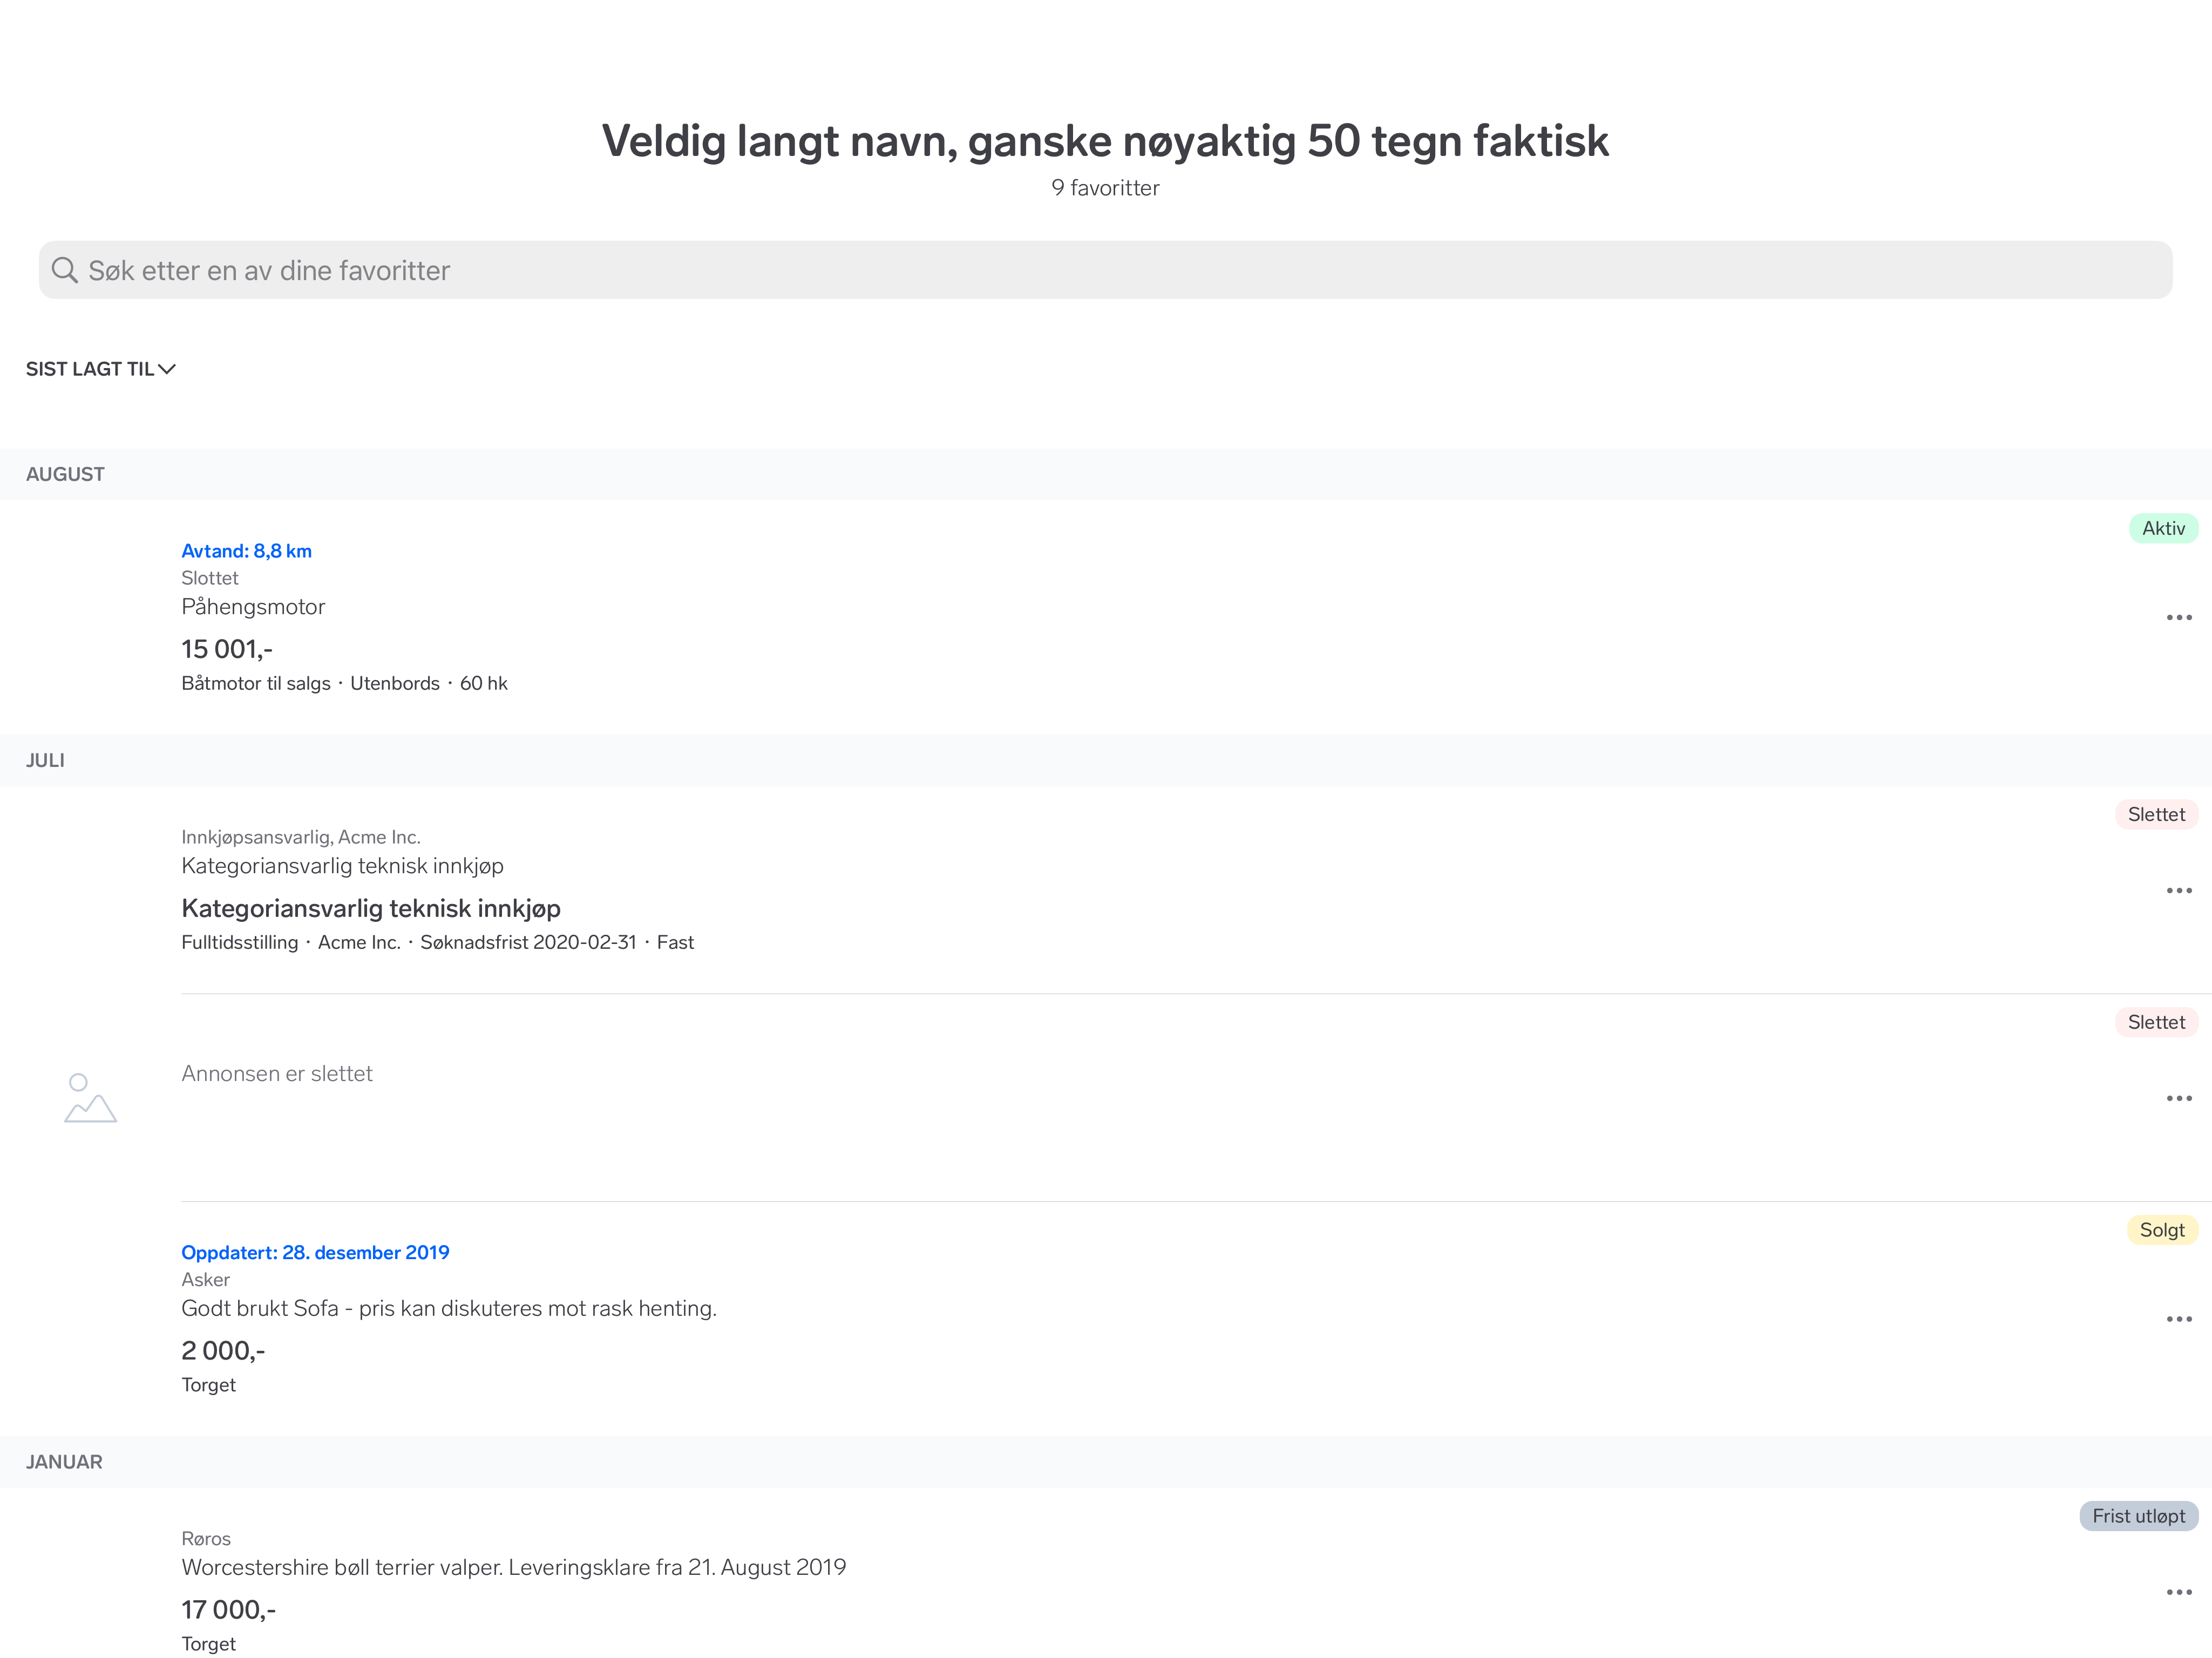 Veldig langt navn, ganske nøyaktig 50 tegn faktisk
9 favoritter
Søk etter en av dine favoritter
SIST LAGT TIL
AUGUST
Aktiv
Avtand: 8,8 km
Slottet
Påhengsmotor
15 001,-
Båtmotor til salgs · Utenbords · 60 hk
JULI
Slettet
Innkjøpsansvarlig, Acme Inc.
Kategoriansvarlig teknisk innkjøp
Kategoriansvarlig teknisk innkjøp
Fulltidsstilling · Acme Inc. · Søknadsfrist 2020-02-31 · Fast
Slettet
Annonsen er slettet
Solgt
Oppdatert: 28. desember 2019
Asker
Godt brukt Sofa - pris kan diskuteres mot rask henting.
2 000,-
Torget
JANUAR
Frist utløpt
Røros
Worcestershire bøll terrier valper. Leveringsklare fra 21. August 2019
17 000,-
Torget